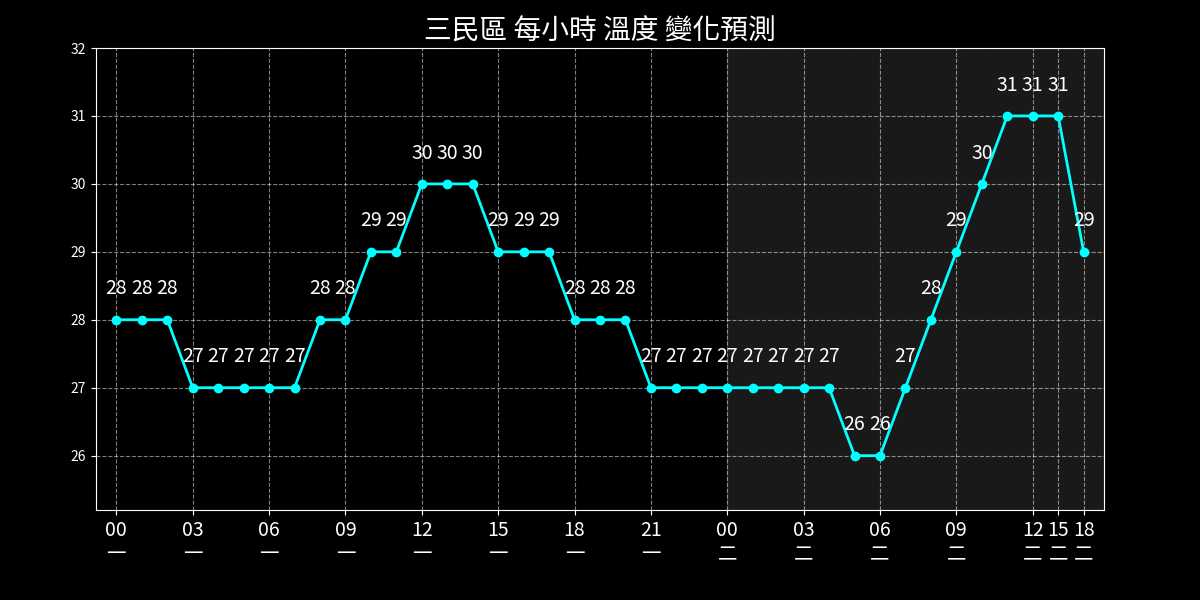 三民區 每小時 溫度 變化預測
32
31 31 31
31
30 30 30 30
30
29 29 29 29 29 29 29
29
28 28 28 28 28 28 28 28 28
28
27 27 27 27 27 27 27 27 27 27 27 27 27 27
27
26 26
26
00 03 06 09 12 15 18 21 00 03 06 09 12 15 18
一 一 一 一 一 一 一 一 二 二 二 二 二 二 二